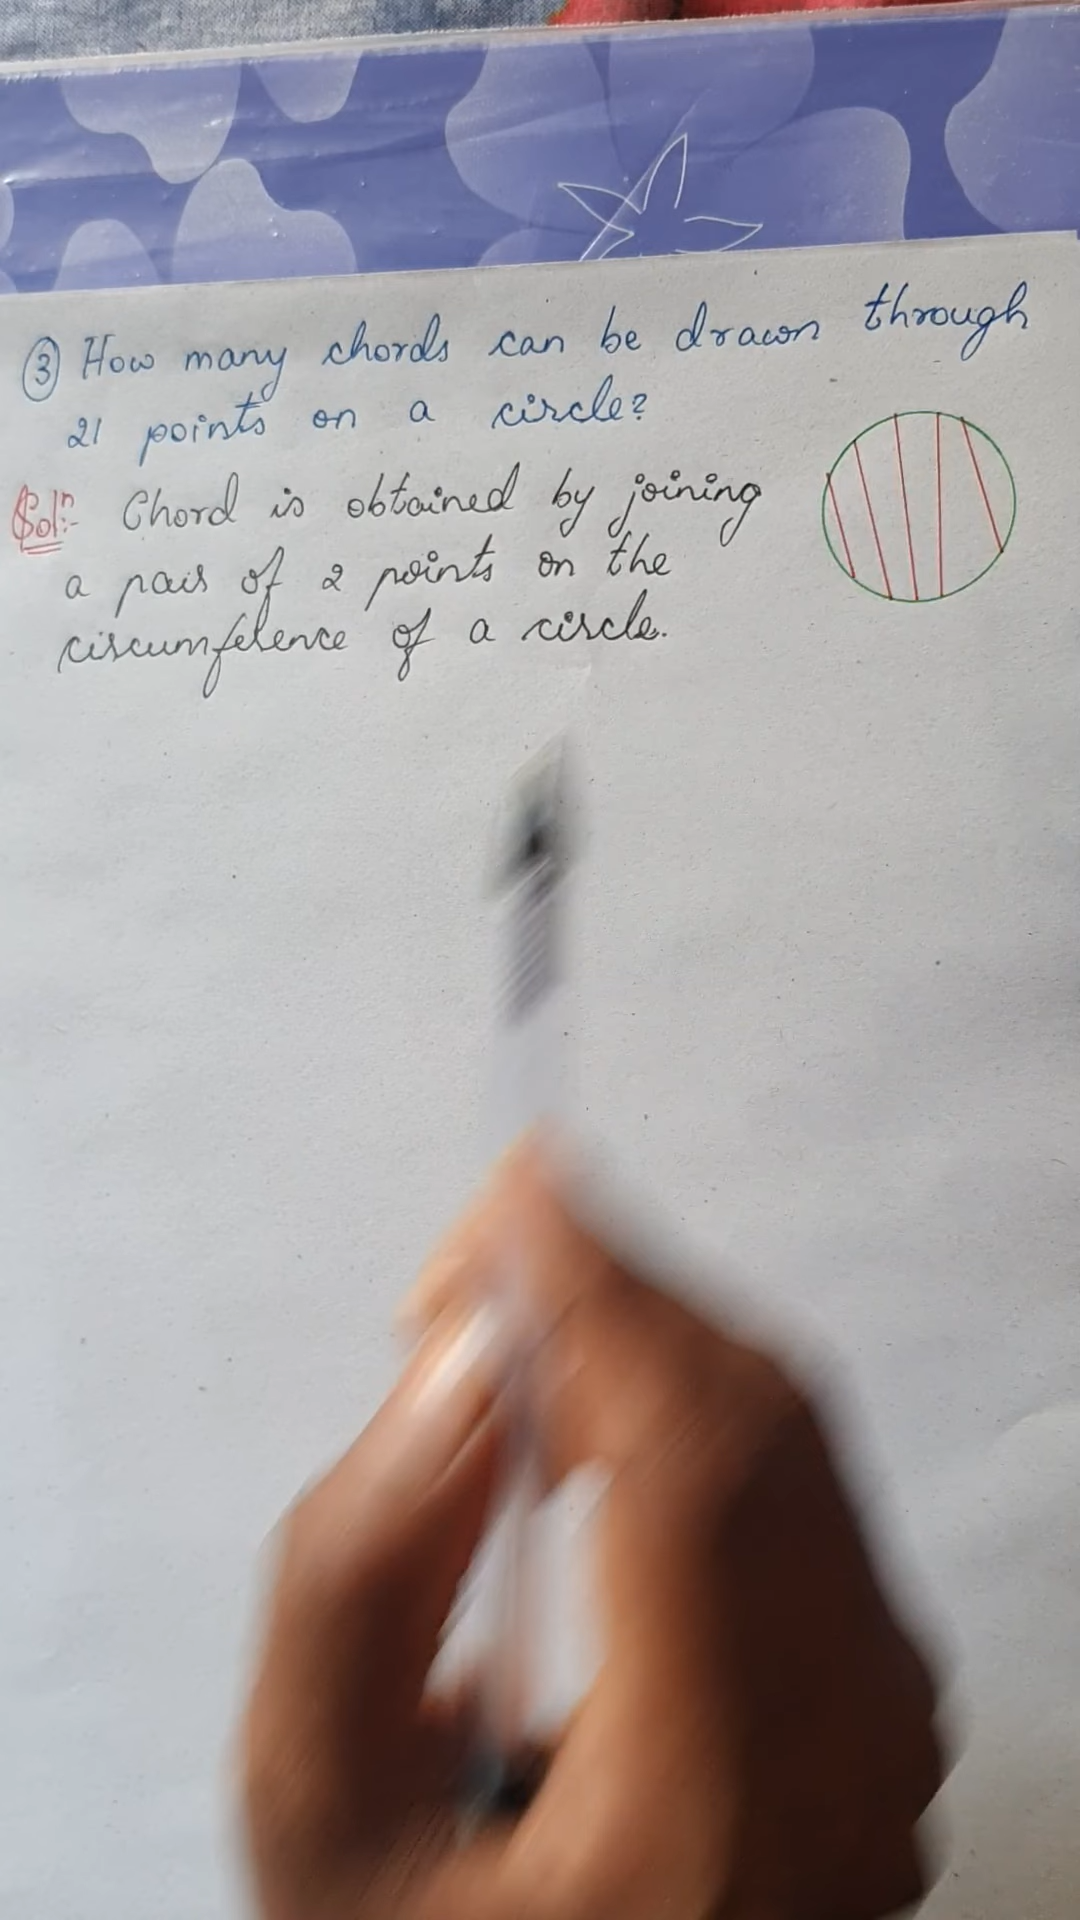 ③ How many chords can be drawn through
21 points on a circle?
Solⁿ:- Chord is obtained by joining
a pair of 2 points on the
circumference of a circle.